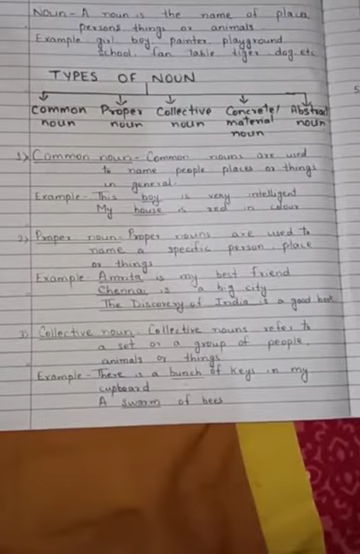 Noun - A noun is the name of place
persons, things or animals
Example girl, boy, painter, playground
school, fan, table, tiger, dog, etc
TYPES OF NOUN
Common noun
Proper noun
Collective noun
Concrete/ material noun
Abstract noun
1) Common noun - Common nouns are used
to name people places or things
in general.
Example - This boy is very intelligent
My house is red in colour
2) Proper noun - Proper nouns are used to
name a specific person, place
or things
Example - Amrita is my best friend
Chennai is a big city
The Discovery of India is a good book
3) Collective noun - Collective nouns refer to
a set or a group of people,
animals or things
Example - There is a bunch of keys in my
cupboard
A swarm of bees